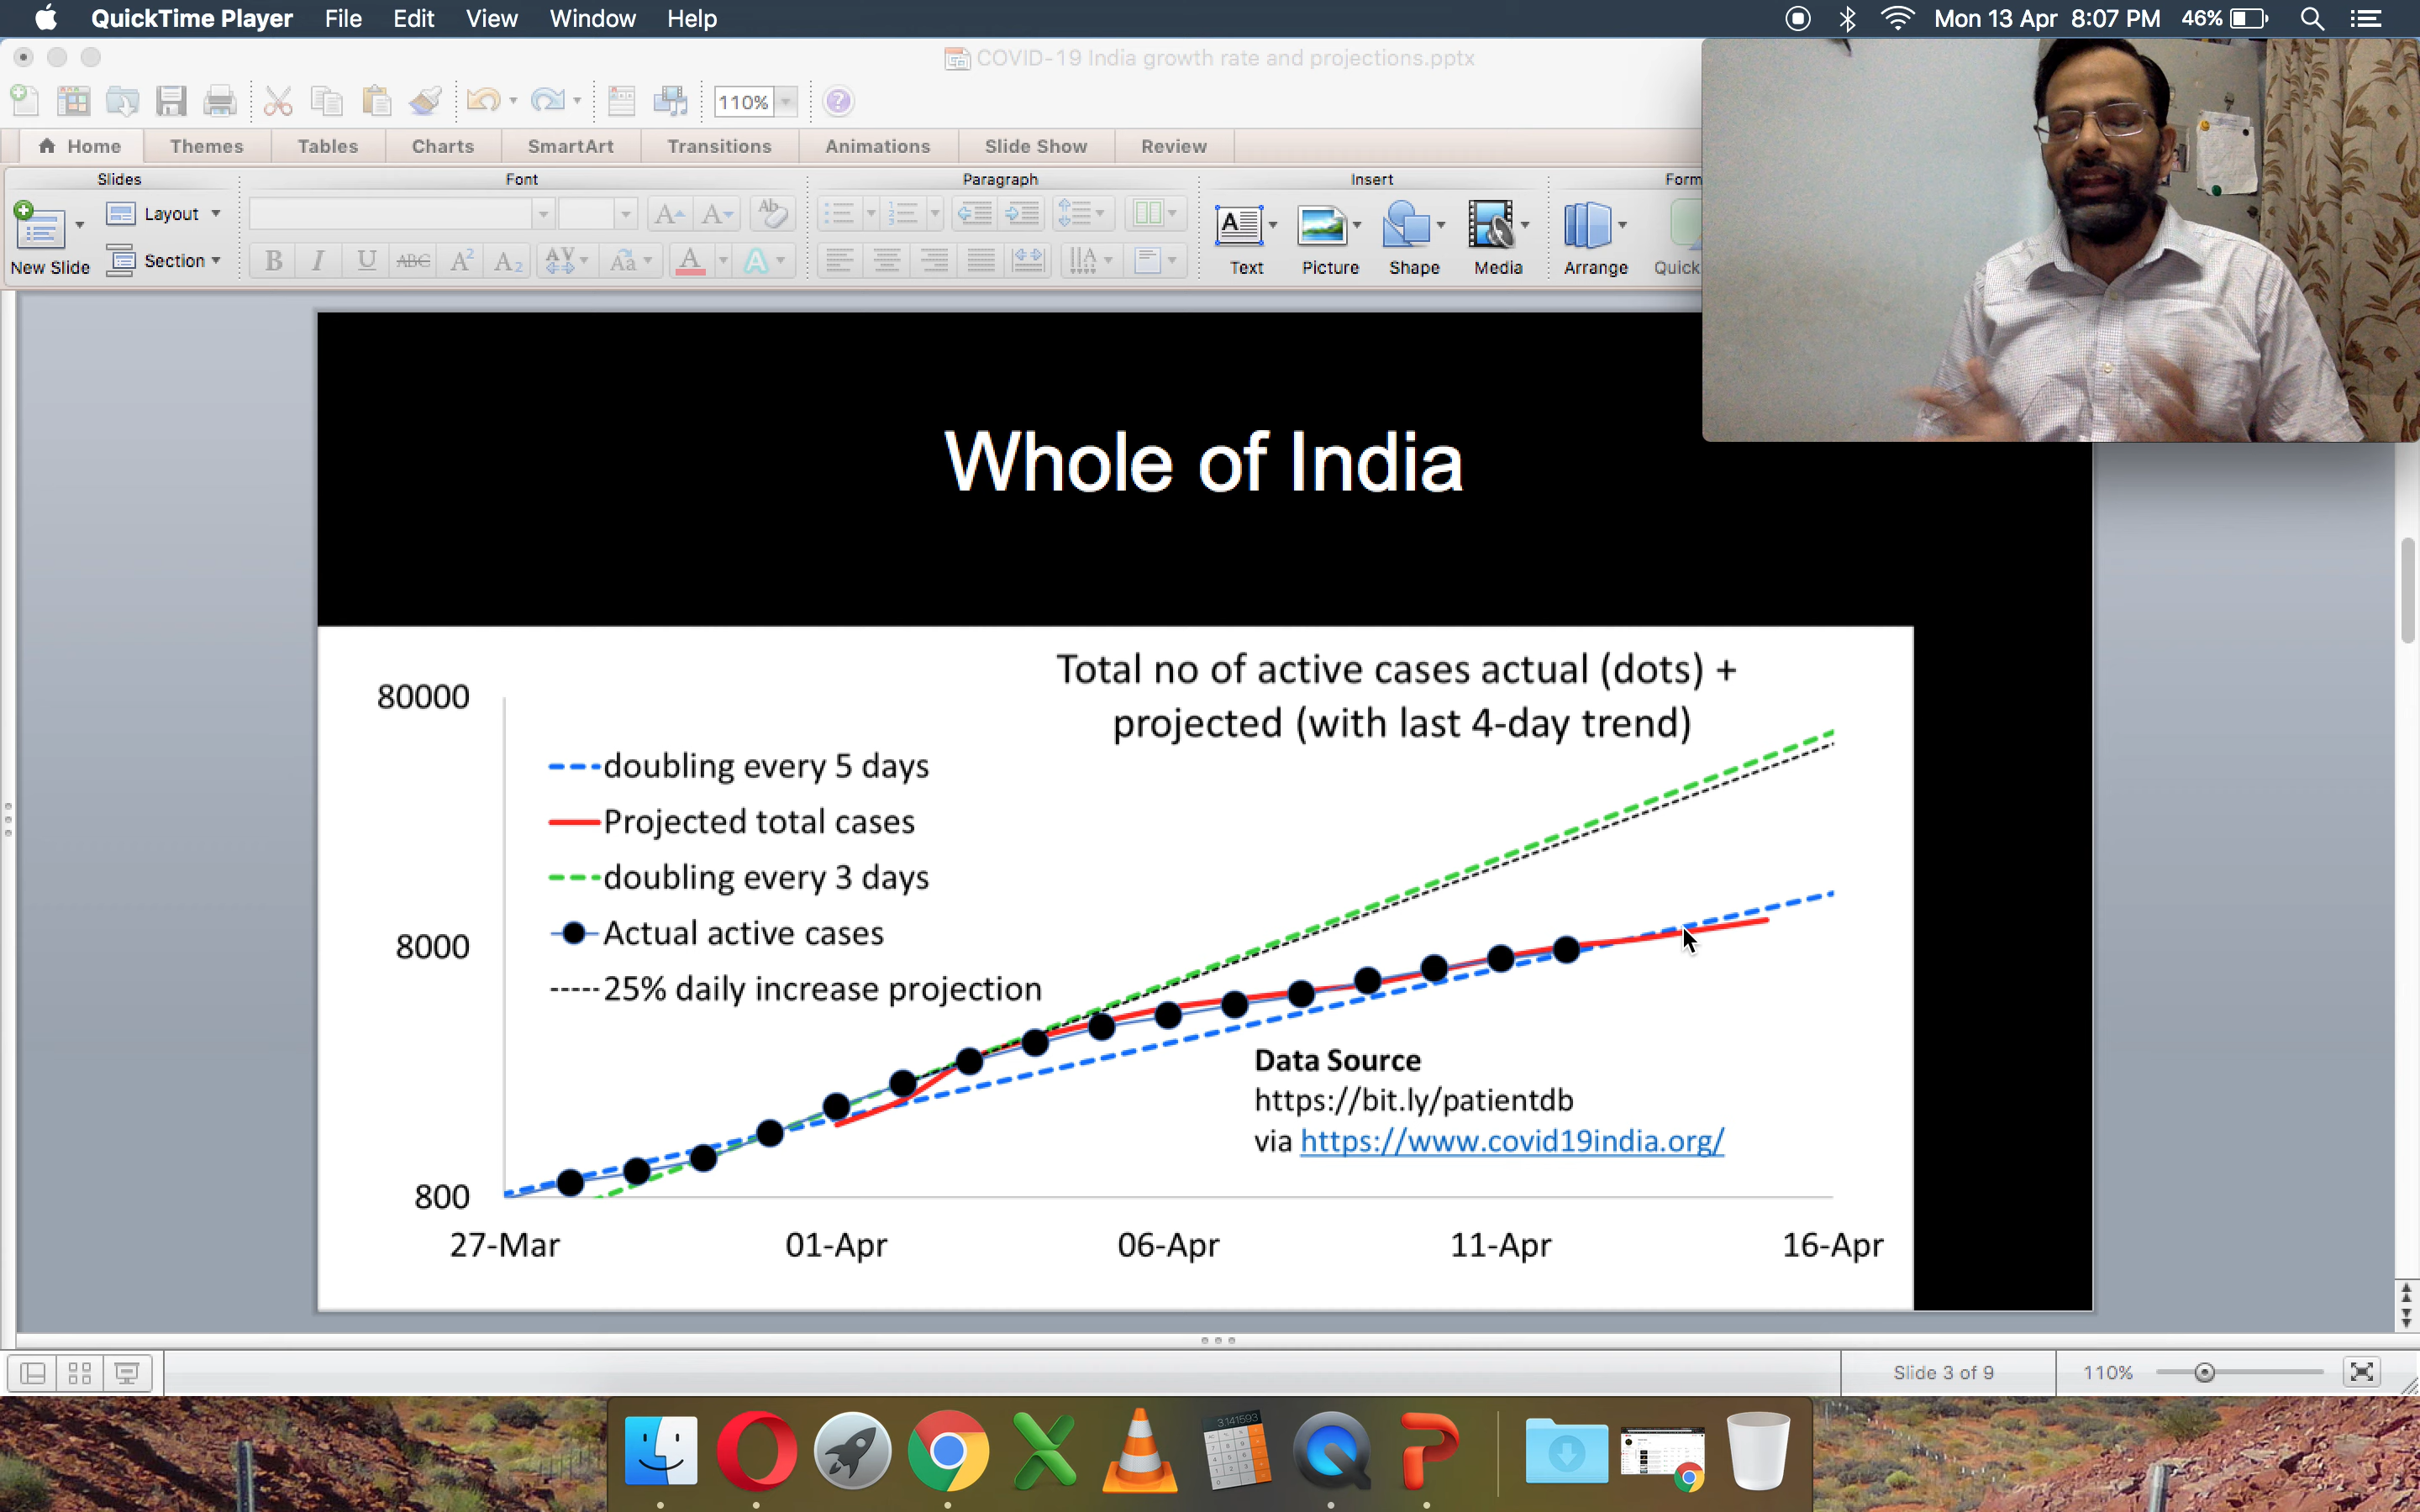 QuickTime Player File Edit View Window Help
Mon 13 Apr 8:07 PM 46%
COVID-19 India growth rate and projections.pptx
110%
Home Themes Tables Charts SmartArt Transitions Animations Slide Show Review
Slides Font Paragraph Insert Form
Layout
Section
New Slide
Text Picture Shape Media Arrange Quick
Whole of India
Total no of active cases actual (dots) +
projected (with last 4-day trend)
80000
8000
800
doubling every 5 days
Projected total cases
doubling every 3 days
Actual active cases
25% daily increase projection
Data Source
https://bit.ly/patientdb
via https://www.covid19india.org/
27-Mar 01-Apr 06-Apr 11-Apr 16-Apr
Slide 3 of 9 110%
3.141593